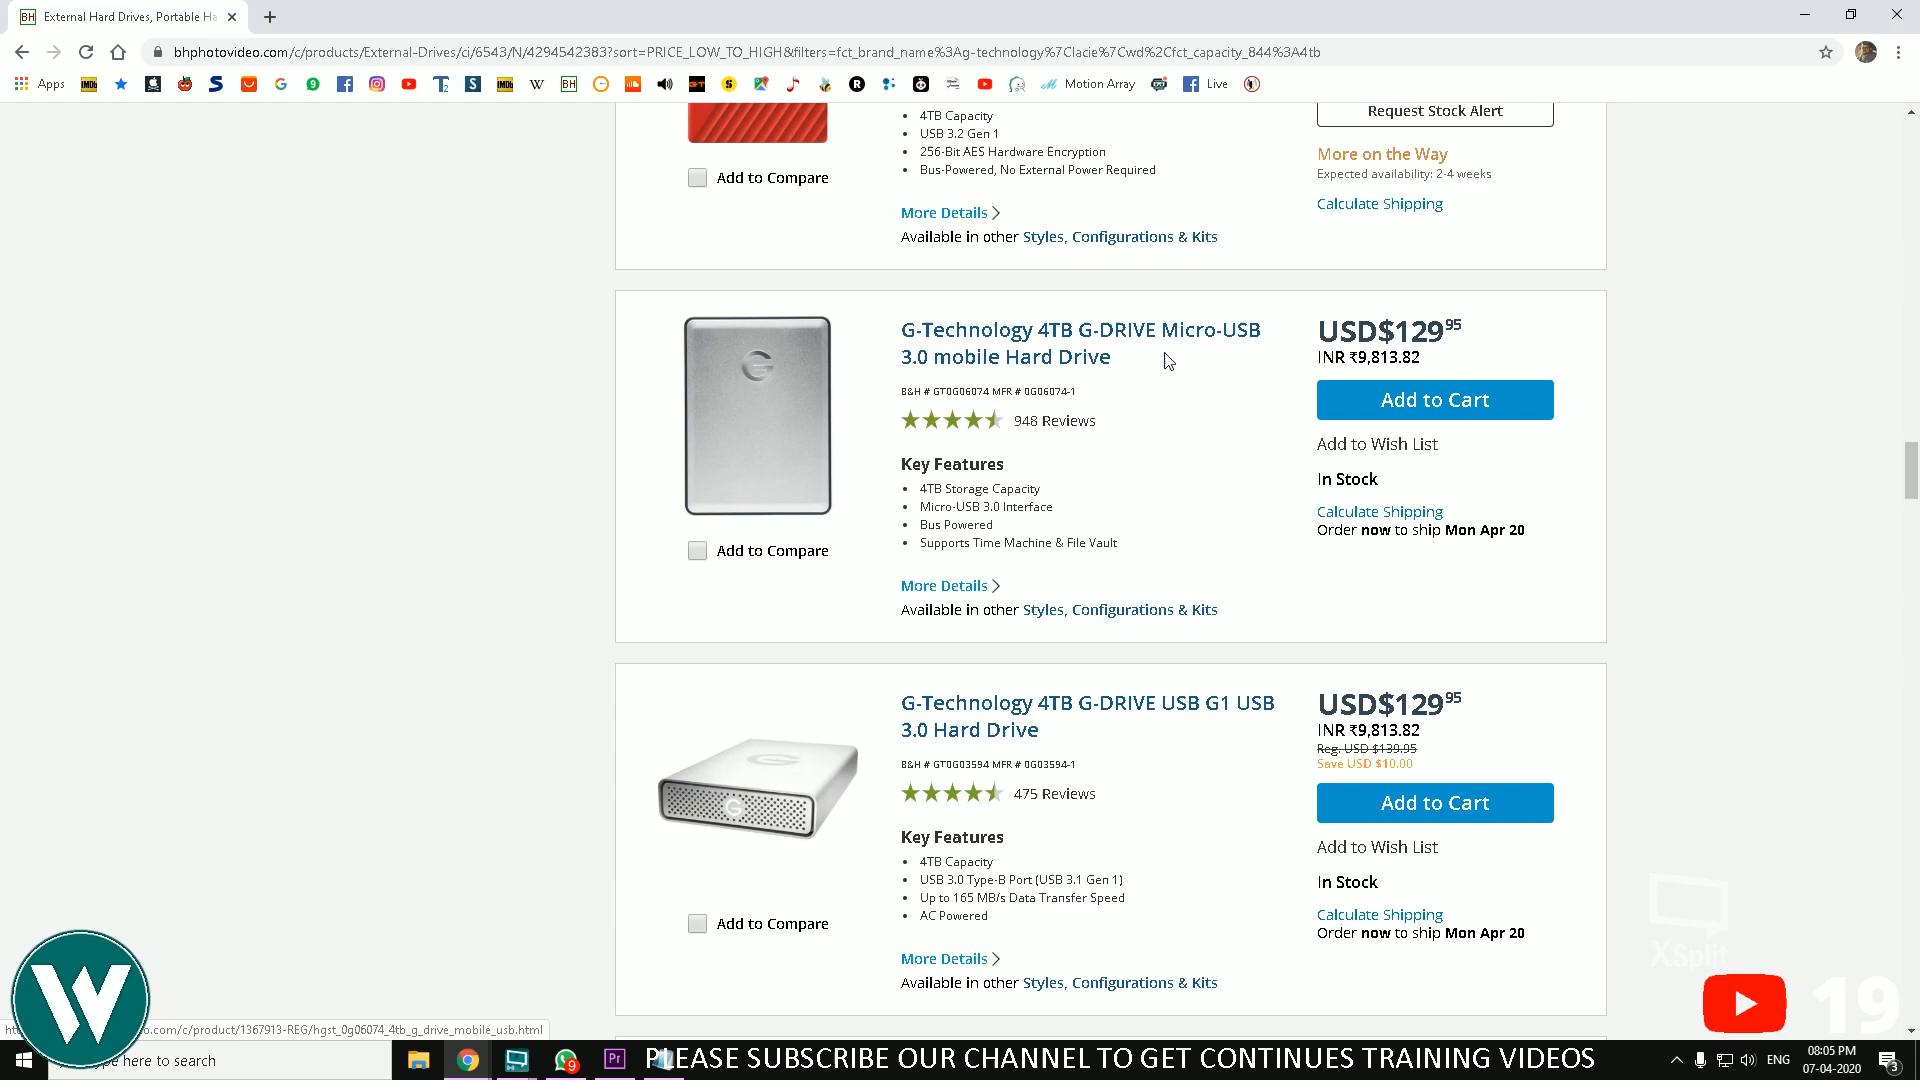 BH External Hard Drives, Portable Ha
bhphotovideo.com/c/products/External-Drives/ci/6543/N/4294542383?sort=PRICE_LOW_TO_HIGH&filters=fct_brand_name%3Ag-technology%7Clacie%7Cwd%2Cfct_capacity_844%3A4tb
Apps
Motion Array
Live
4TB Capacity
USB 3.2 Gen 1
256-Bit AES Hardware Encryption
Bus-Powered, No External Power Required
Add to Compare
More Details
Available in other Styles, Configurations & Kits
Request Stock Alert
More on the Way
Expected availability: 2-4 weeks
Calculate Shipping
G-Technology 4TB G-DRIVE Micro-USB
3.0 mobile Hard Drive
B&H # GT0G06074 MFR # 0G06074-1
948 Reviews
Key Features
4TB Storage Capacity
Micro-USB 3.0 Interface
Bus Powered
Supports Time Machine & File Vault
Add to Compare
More Details
Available in other Styles, Configurations & Kits
USD$129 95
INR ₹9,813.82
Add to Cart
Add to Wish List
In Stock
Calculate Shipping
Order now to ship Mon Apr 20
G-Technology 4TB G-DRIVE USB G1 USB
3.0 Hard Drive
B&H # GT0G03594 MFR # 0G03594-1
475 Reviews
Key Features
4TB Capacity
USB 3.0 Type-B Port (USB 3.1 Gen 1)
Up to 165 MB/s Data Transfer Speed
AC Powered
Add to Compare
More Details
Available in other Styles, Configurations & Kits
USD$129 95
INR ₹9,813.82
Reg. USD $139.95
Save USD $10.00
Add to Cart
Add to Wish List
In Stock
Calculate Shipping
Order now to ship Mon Apr 20
XSplit
19
W
o.com/c/product/1367913-REG/hgst_0g06074_4tb_g_drive_mobile_usb.html
here to search
PLEASE SUBSCRIBE OUR CHANNEL TO GET CONTINUES TRAINING VIDEOS
ENG
08:05 PM
07-04-2020
3